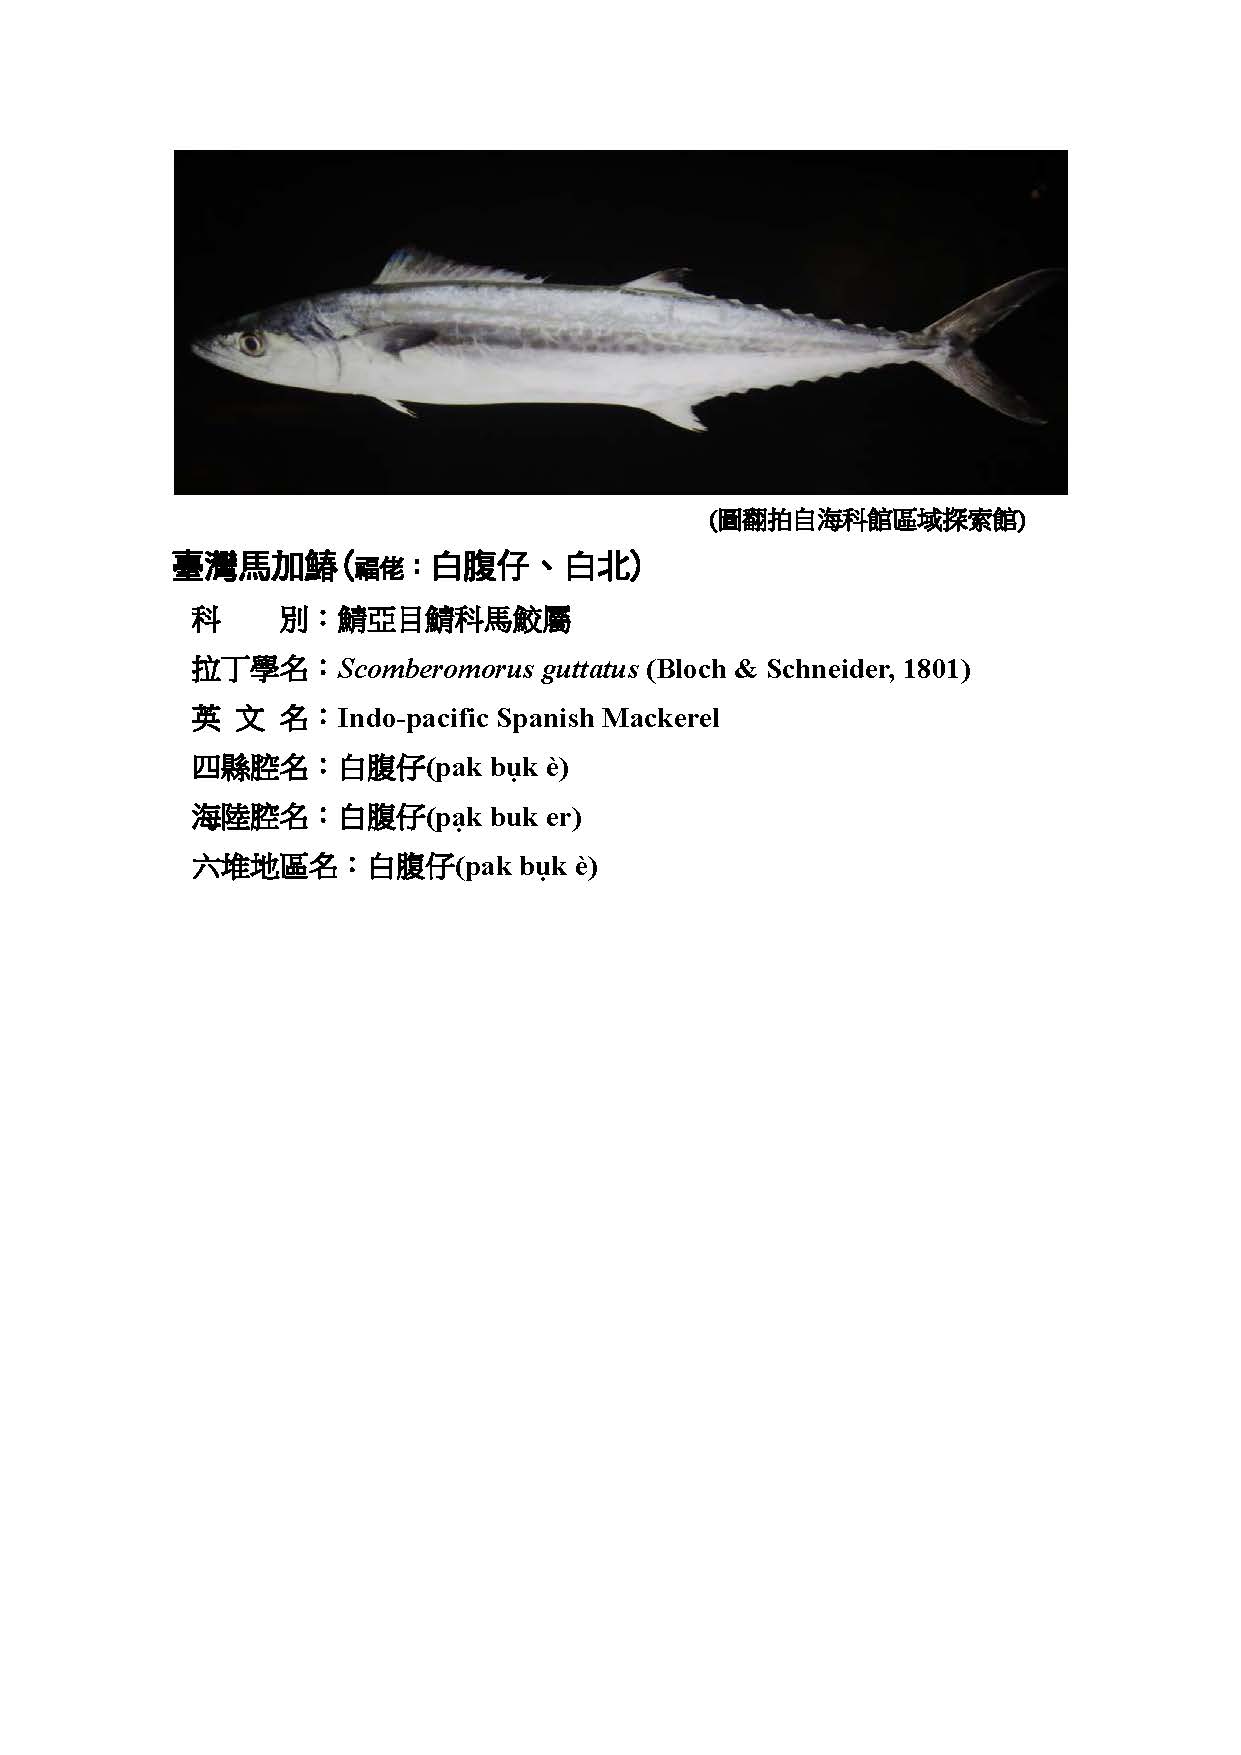 (圖翻拍自海科館區域探索館)
臺灣馬加鰆(福佬：白腹仔、白北)
科　　別：鯖亞目鯖科馬鮫屬
拉丁學名：Scomberomorus guttatus (Bloch & Schneider, 1801)
英 文 名：Indo-pacific Spanish Mackerel
四縣腔名：白腹仔(pak bu̩k è)
海陸腔名：白腹仔(pa̩k buk er)
六堆地區名：白腹仔(pak bu̩k è)